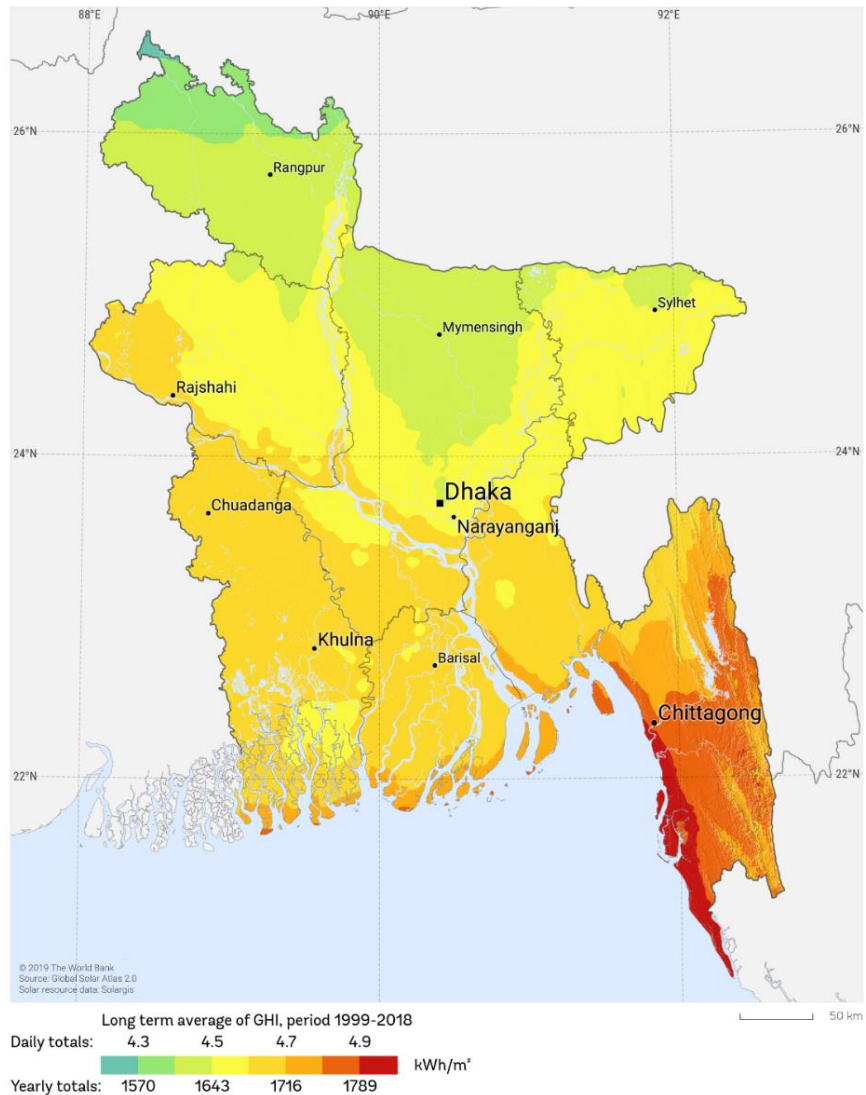 88°E 90°E 92°E
26°N 26°N
Rangpur
Mymensingh
Sylhet
Rajshahi
24°N 24°N
Dhaka
Chuadanga
Narayanganj
Khulna
Barisal
Chittagong
22°N 22°N
© 2019 The World Bank
Source: Global Solar Atlas 2.0
Solar resource data: Solargis
Long term average of GHI, period 1999-2018
50 km
Daily totals: 4.3 4.5 4.7 4.9
kWh/m²
Yearly totals: 1570 1643 1716 1789